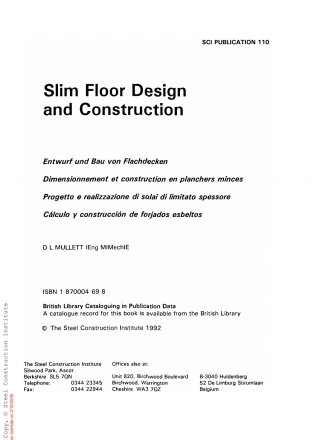 SCI PUBLICATION 110
Slim Floor Design
and Construction
Entwurf und Bau von Flachdecken
Dimensionnement et construction en planchers minces
Progetto e realizzazione di solai di limitato spessore
Cálculo y construcción de forjados esbeltos
D L MULLETT IEng MIMechIE
ISBN 1 870004 69 8
British Library Cataloguing in Publication Data
A catalogue record for this book is available from the British Library
© The Steel Construction Institute 1992
The Steel Construction Institute
Silwood Park, Ascot
Berkshire SL5 7QN
Telephone: 0344 23345
Fax: 0344 22944
Offices also at:
Unit 820, Birchwood Boulevard
Birchwood, Warrington
Cheshire WA3 7QZ
B-3040 Huldenberg
52 De Limburg Stirumlaan
Belgium
Copy, © Steel Construction Institute